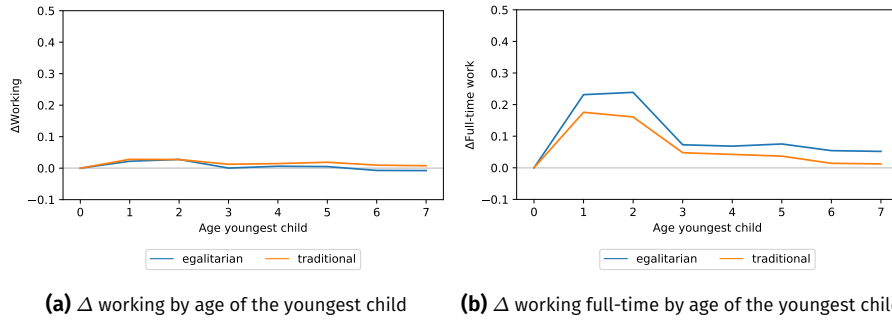 0.5
0.4
0.3
0.2
0.1
0.0
−0.1
ΔWorking
0 1 2 3 4 5 6 7
Age youngest child
egalitarian traditional
(a) Δ working by age of the youngest child
0.5
0.4
0.3
0.2
0.1
0.0
0.1
ΔFull-time work
0 1 2 3 4 5 6 7
Age youngest child
egalitarian traditional
(b) Δ working full-time by age of the youngest chil